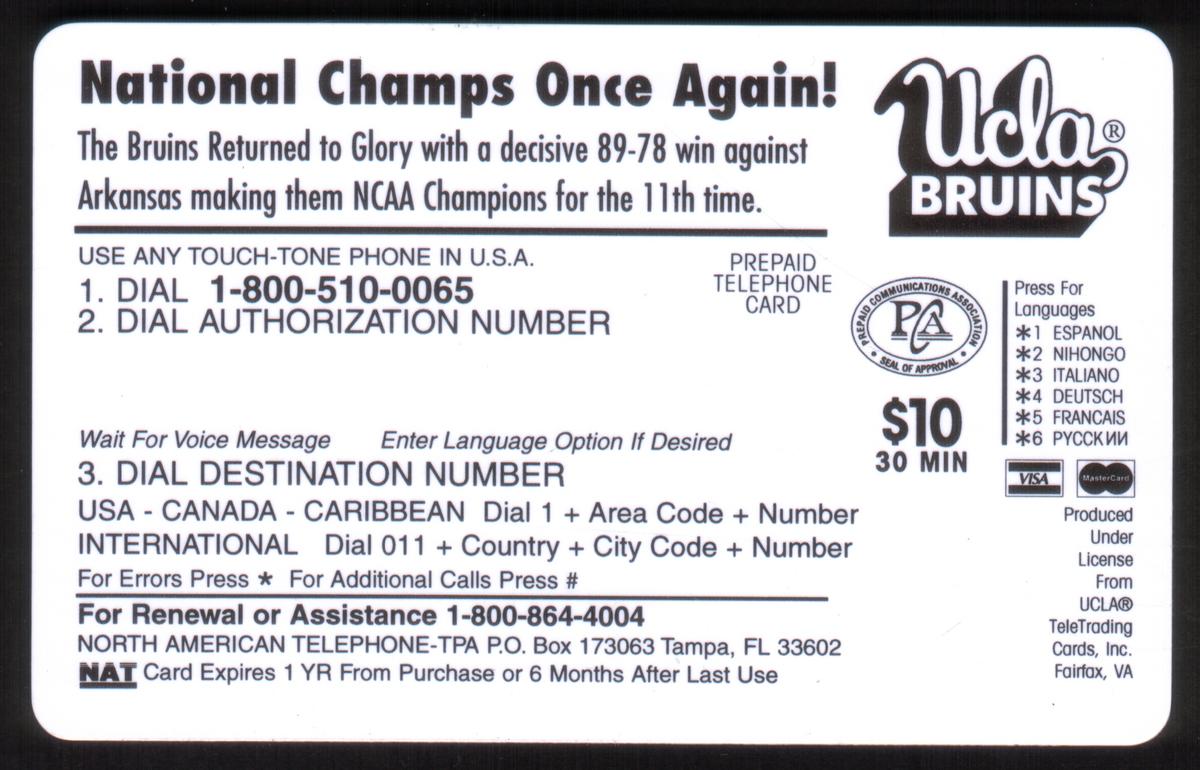 National Champs Once Again!
The Bruins Returned to Glory with a decisive 89-78 win against
Arkansas making them NCAA Champions for the 11th time.
Ucla®
BRUINS
USE ANY TOUCH-TONE PHONE IN U.S.A.
1. DIAL 1-800-510-0065
2. DIAL AUTHORIZATION NUMBER
PREPAID
TELEPHONE
CARD
PREPAID COMMUNICATIONS ASSOCIATION
PCA
• SEAL OF APPROVAL •
Press For
Languages
*1 ESPANOL
*2 NIHONGO
*3 ITALIANO
*4 DEUTSCH
*5 FRANCAIS
*6 РУССКИИ
$10
30 MIN
Wait For Voice Message Enter Language Option If Desired
3. DIAL DESTINATION NUMBER
USA - CANADA - CARIBBEAN Dial 1 + Area Code + Number
INTERNATIONAL Dial 011 + Country + City Code + Number
For Errors Press * For Additional Calls Press #
For Renewal or Assistance 1-800-864-4004
NORTH AMERICAN TELEPHONE-TPA P.O. Box 173063 Tampa, FL 33602
NAT Card Expires 1 YR From Purchase or 6 Months After Last Use
VISA
MasterCard
Produced
Under
License
From
UCLA®
TeleTrading
Cards, Inc.
Fairfax, VA